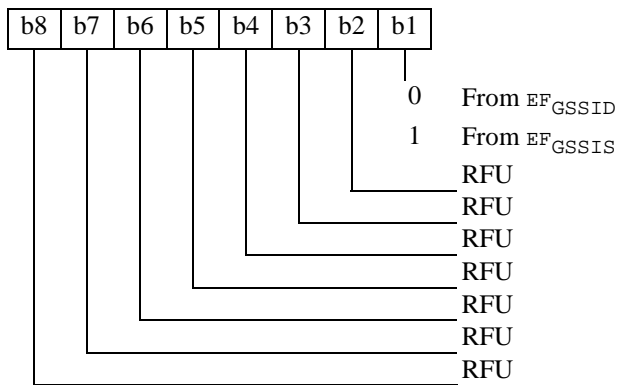 b8 b7 b6 b5 b4 b3 b2 b1
0 From EFGSSID
1 From EFGSSIS
RFU
RFU
RFU
RFU
RFU
RFU
RFU